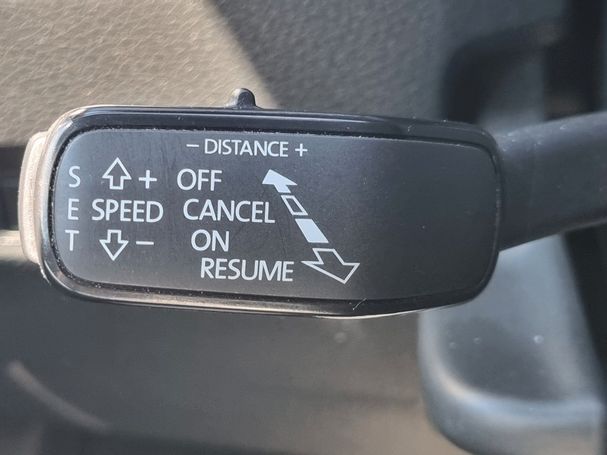 − DISTANCE +
S + OFF
E SPEED CANCEL
T − ON
RESUME